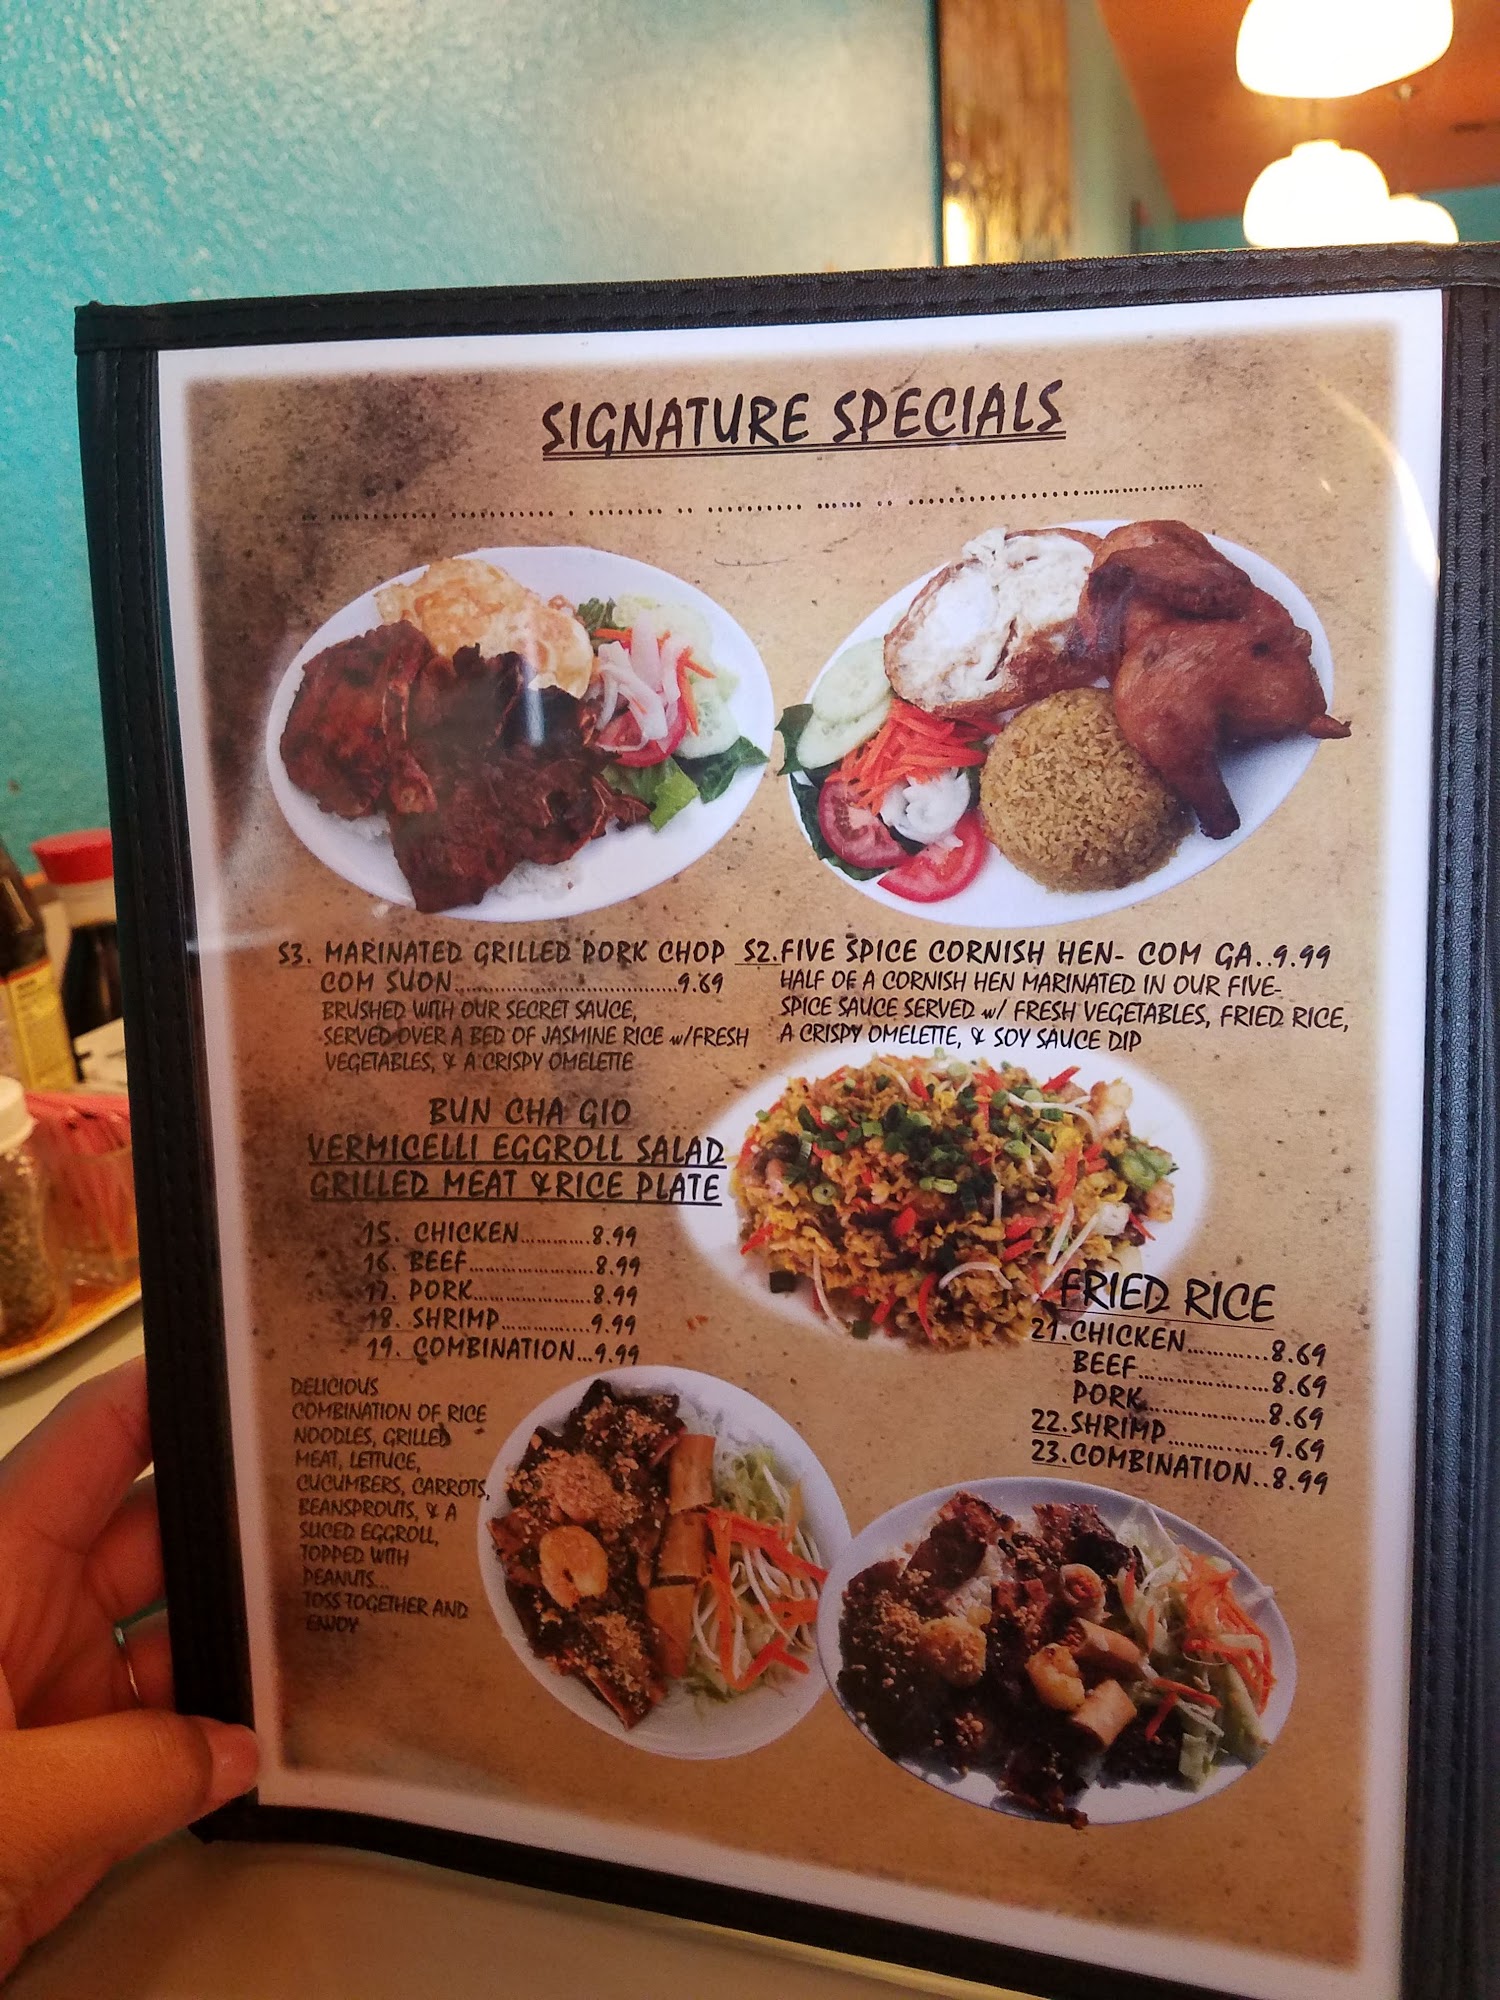 SIGNATURE SPECIALS
S3. MARINATED GRILLED PORK CHOP
COM SUON.....................................9.69
BRUSHED WITH OUR SECRET SAUCE,
SERVED OVER A BED OF JASMINE RICE w/FRESH
VEGETABLES, & A CRISPY OMELETTE
S2.FIVE SPICE CORNISH HEN- COM GA..9.99
HALF OF A CORNISH HEN MARINATED IN OUR FIVE-
SPICE SAUCE SERVED w/ FRESH VEGETABLES, FRIED RICE,
A CRISPY OMELETTE, & SOY SAUCE DIP
BUN CHA GIO
VERMICELLI EGGROLL SALAD
GRILLED MEAT & RICE PLATE
15. CHICKEN............8.99
16. BEEF......................8.99
17. PORK.....................8.99
18. SHRIMP...............9.99
19. COMBINATION...9.99
DELICIOUS
COMBINATION OF RICE
NOODLES, GRILLED
MEAT, LETTUCE,
CUCUMBERS, CARROTS,
BEANSPROUTS, & A
SLICED EGGROLL,
TOPPED WITH
PEANUTS...
TOSS TOGETHER AND
ENJOY
FRIED RICE
21.CHICKEN..............8.69
BEEF......................8.69
PORK.....................8.69
22.SHRIMP.................9.69
23.COMBINATION..8.99